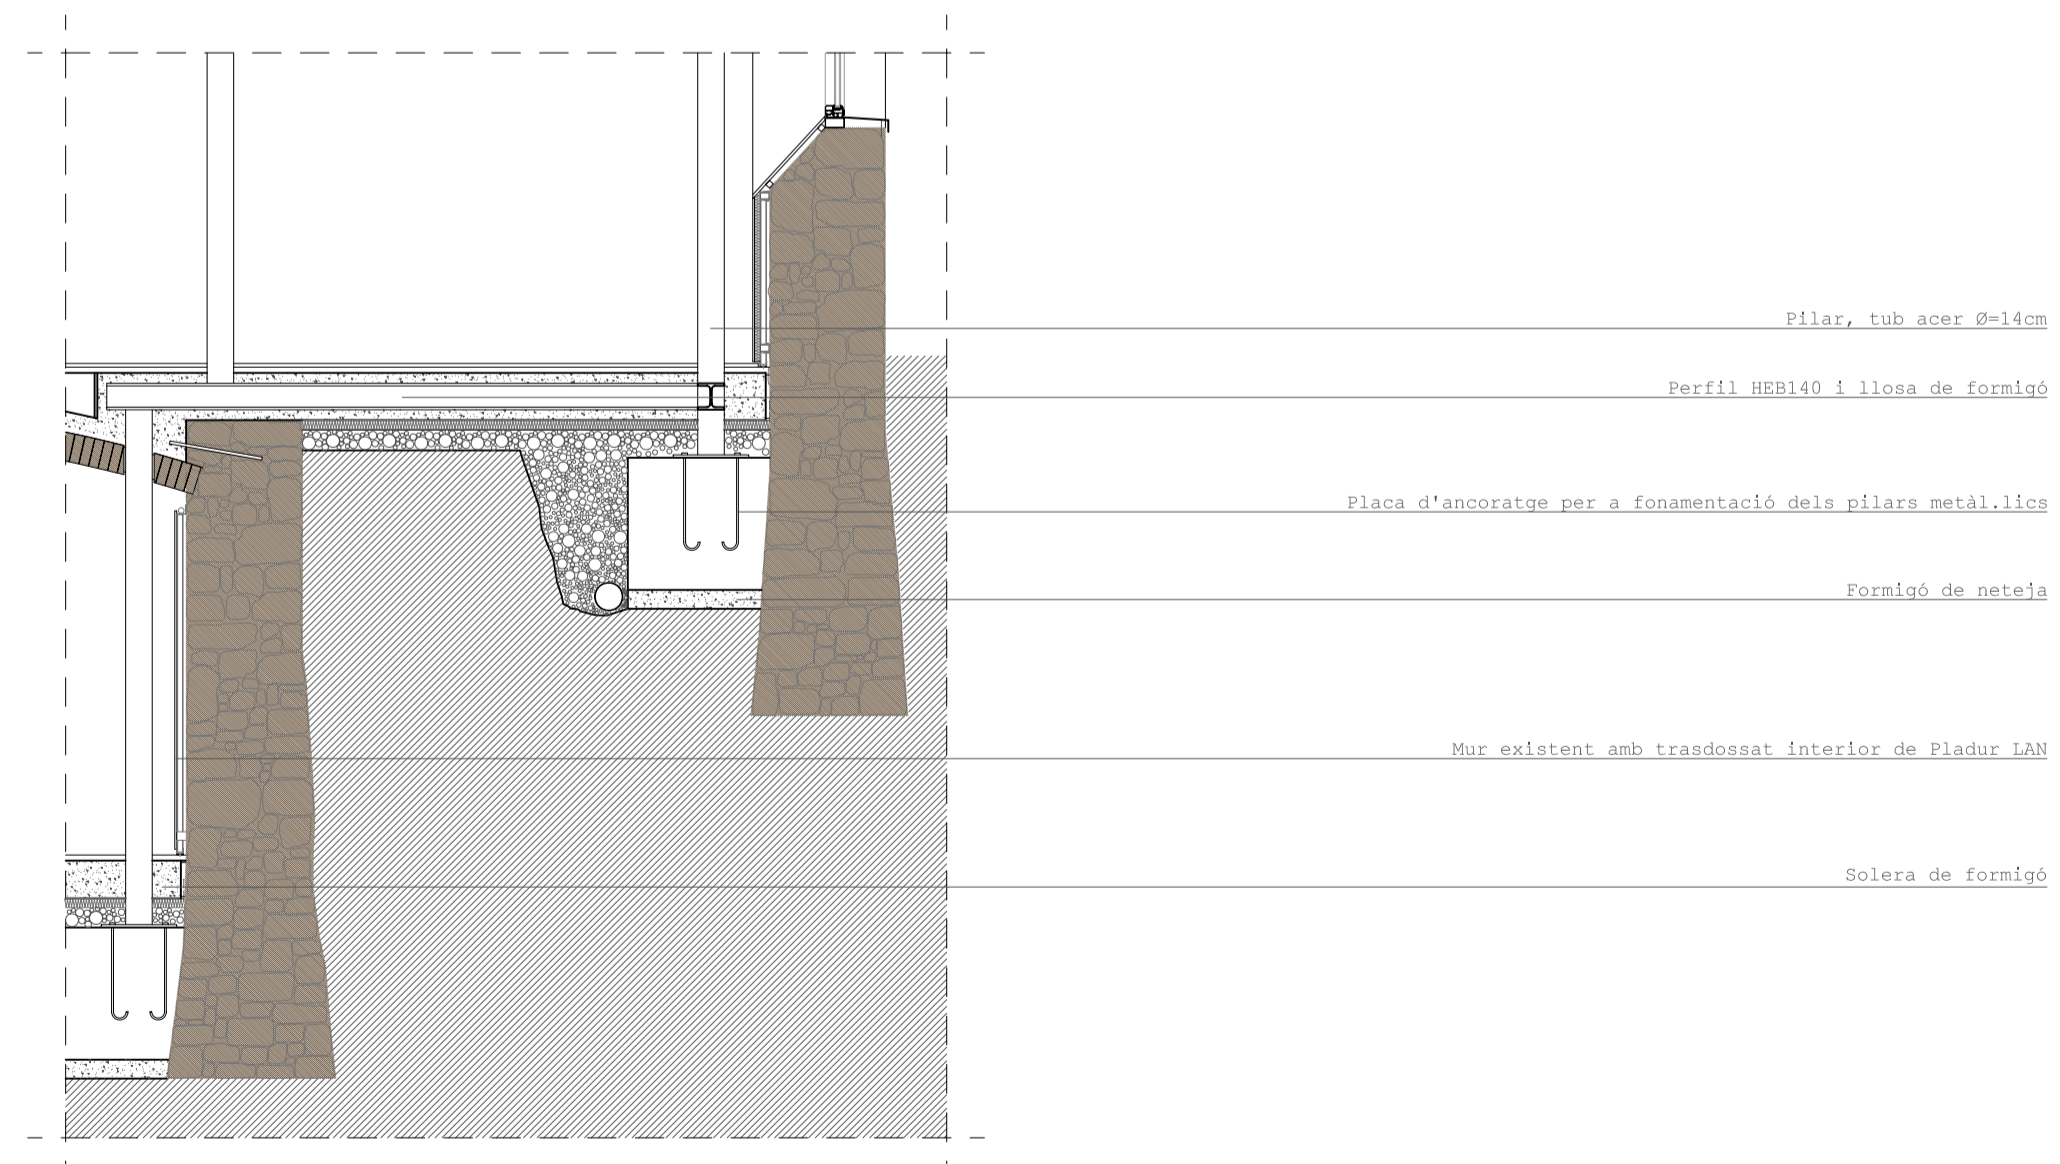 Pilar, tub acer Ø=14cm
Perfil HEB140 i llosa de formigó
Placa d'ancoratge per a fonamentació dels pilars metàl.lics
Formigó de neteja
Mur existent amb trasdossat interior de Pladur LAN
Solera de formigó